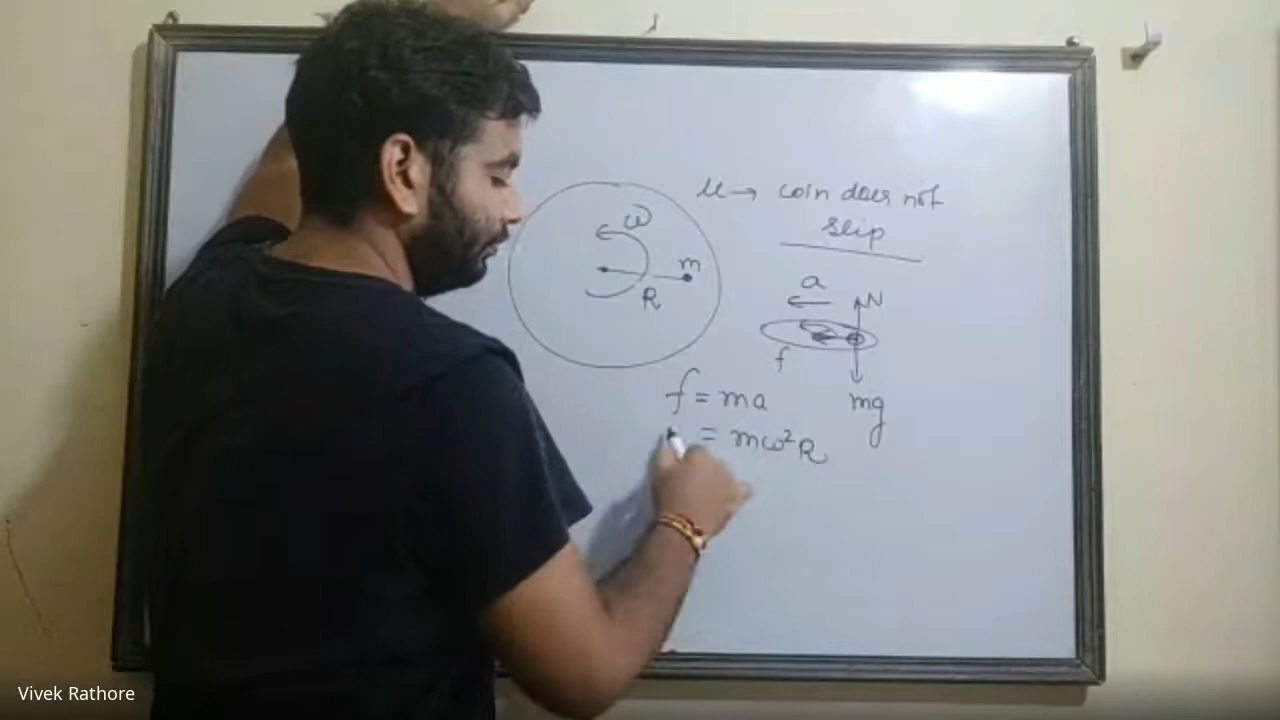 μ → coin does not
slip
ω
m
R
a
N
f
mg
f = ma
= mω²R
Vivek Rathore